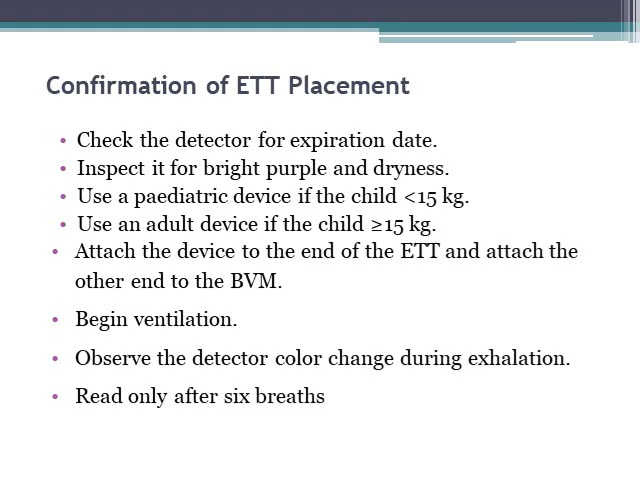 Confirmation of ETT Placement
• Check the detector for expiration date.
• Inspect it for bright purple and dryness.
• Use a paediatric device if the child <15 kg.
• Use an adult device if the child ≥15 kg.
• Attach the device to the end of the ETT and attach the
other end to the BVM.
• Begin ventilation.
• Observe the detector color change during exhalation.
• Read only after six breaths